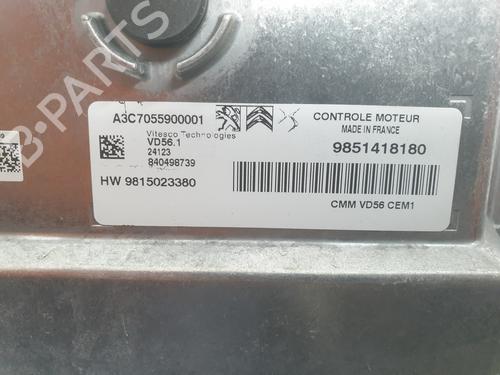 A3C7055900001
Vitesco Technologies
VD56.1
24123
840498739
HW 9815023380
CONTROLE MOTEUR
MADE IN FRANCE
9851418180
CMM VD56 CEM1
B-PARTS